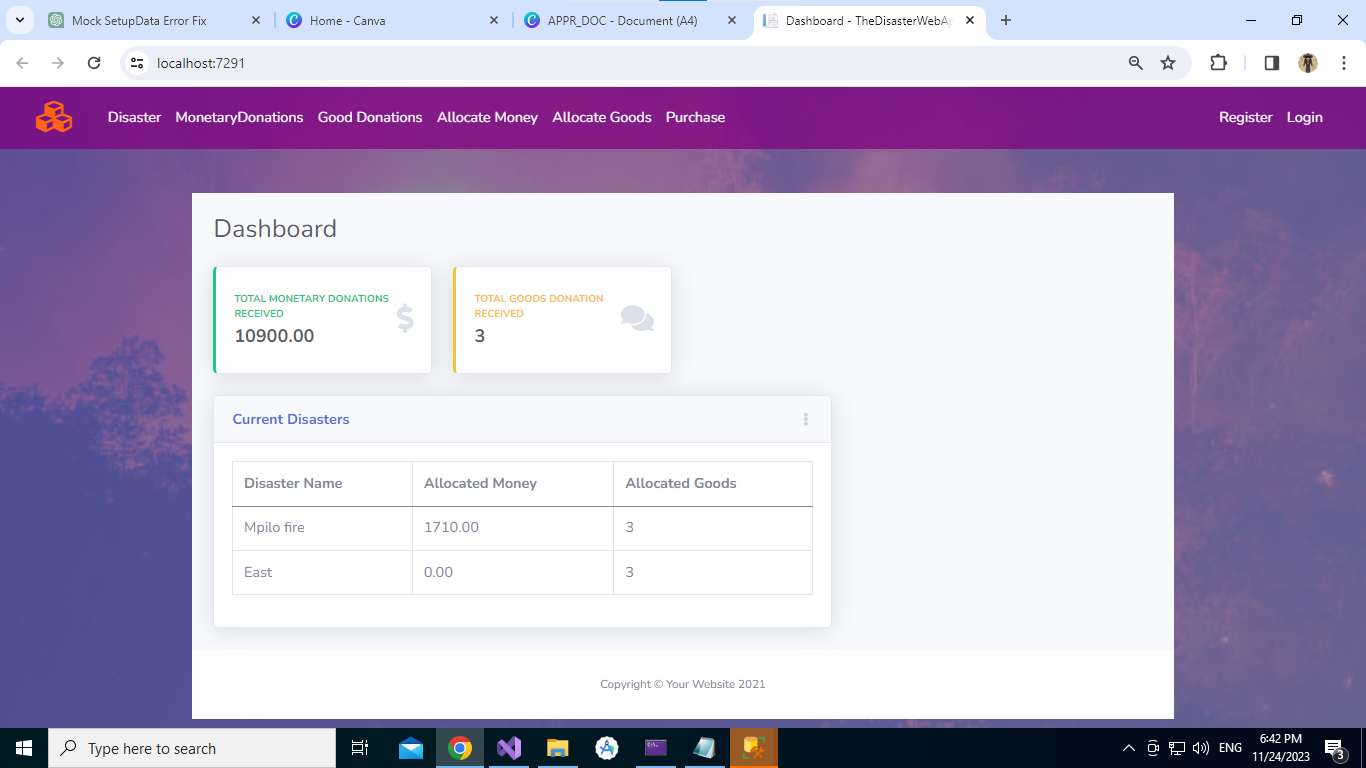 Mock SetupData Error Fix
Home - Canva
APPR_DOC - Document (A4)
Dashboard - TheDisasterWebAp
localhost:7291
Disaster MonetaryDonations Good Donations Allocate Money Allocate Goods Purchase Register Login
Dashboard
TOTAL MONETARY DONATIONS
RECEIVED
10900.00
TOTAL GOODS DONATION
RECEIVED
3
Current Disasters
Disaster Name Allocated Money Allocated Goods
Mpilo fire 1710.00 3
East 0.00 3
Copyright © Your Website 2021
Type here to search
ENG
6:42 PM
11/24/2023
3